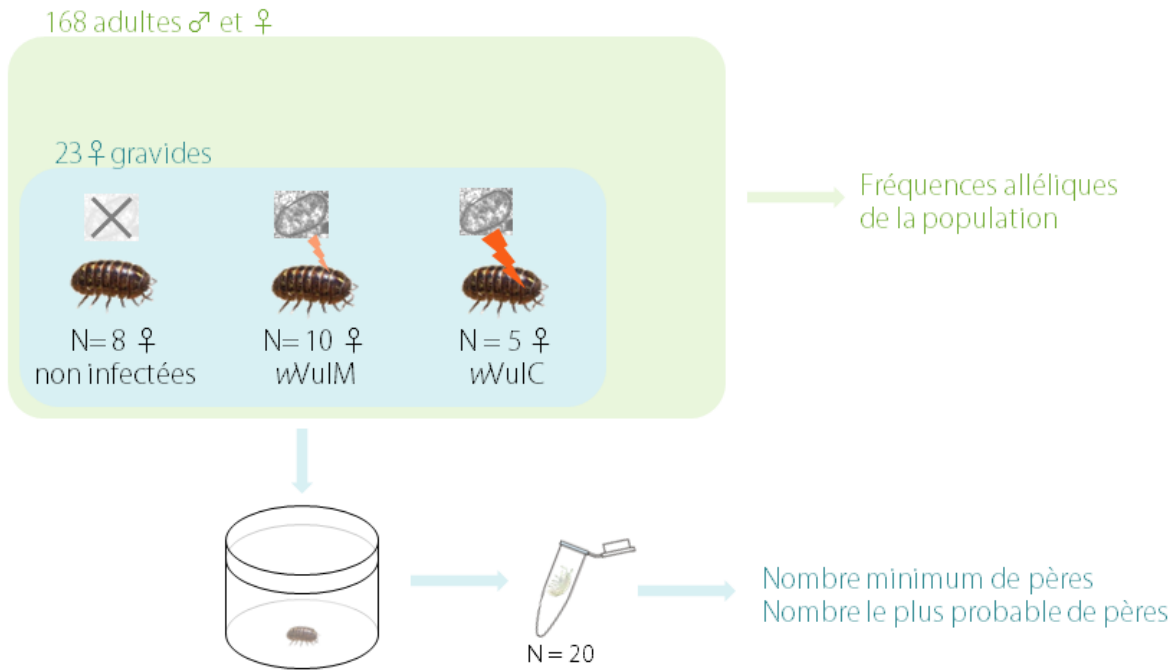 168 adultes ♂ et ♀
23 ♀ gravides
N= 8 ♀
non infectées
N= 10 ♀
wVulM
N = 5 ♀
wVulC
Fréquences alléliques
de la population
N = 20
Nombre minimum de pères
Nombre le plus probable de pères